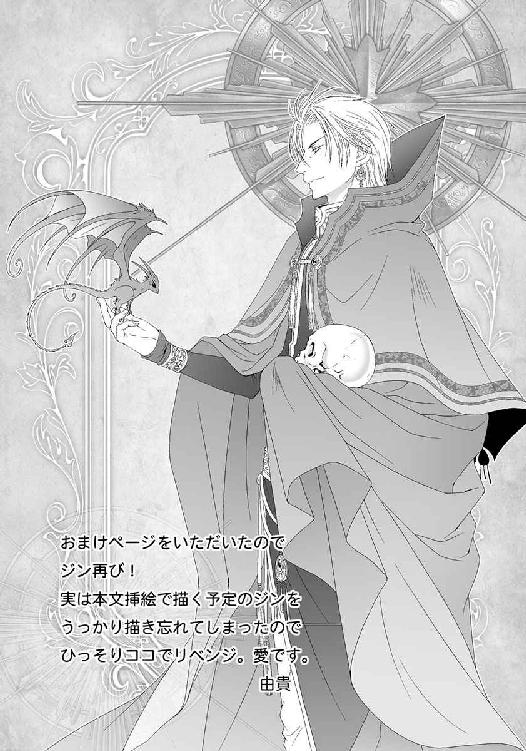 おまけページをいただいたので
ジン再び!
実は本文挿絵で描く予定のジンを
うっかり描き忘れてしまったので
ひっそりココでリベンジ。愛です。
由貴